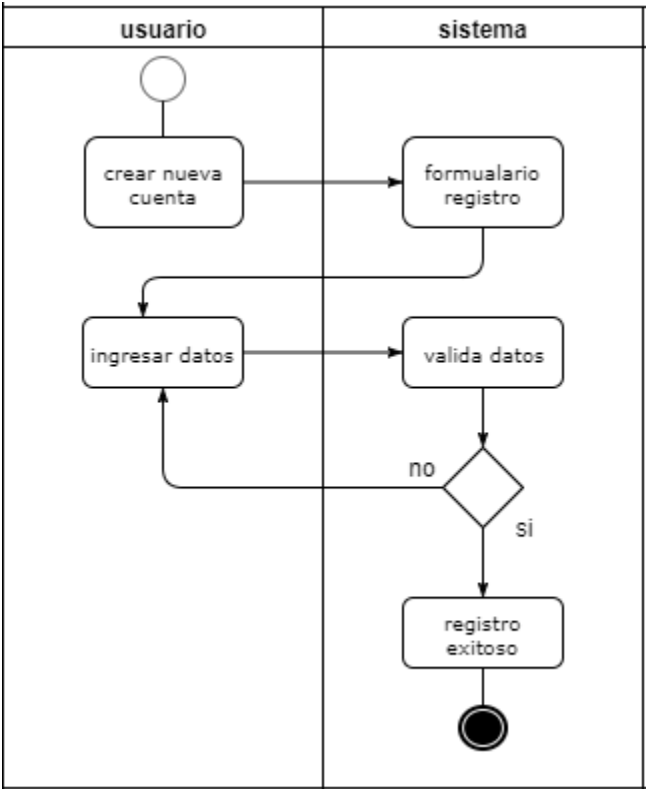 usuario
sistema
crear nueva
cuenta
formualario
registro
ingresar datos
valida datos
no
si
registro
exitoso